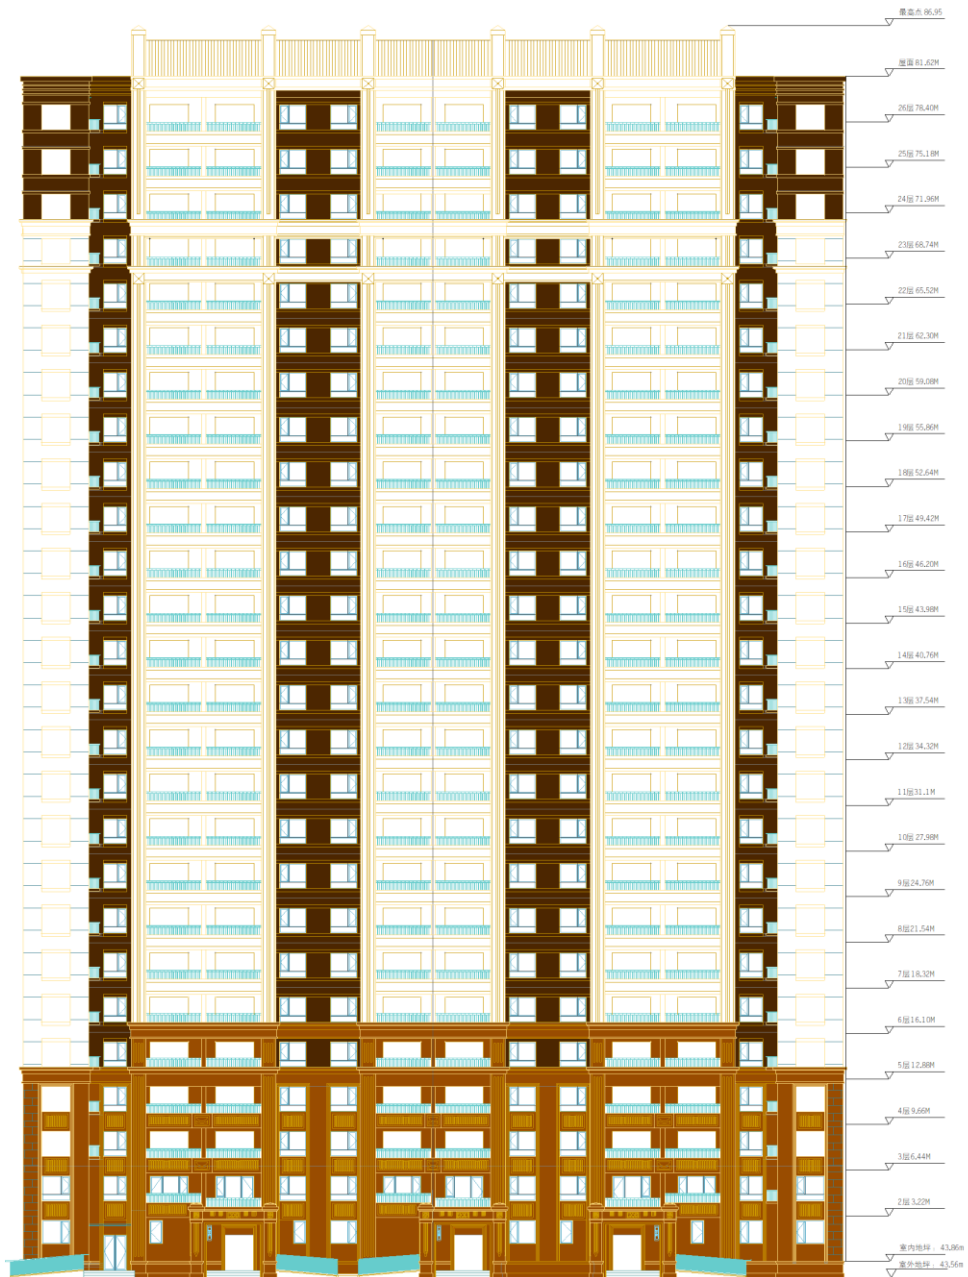 最高点 86.95
屋面 81.62M
26层 78.40M
25层 75.18M
24层 71.96M
23层 68.74M
22层 65.52M
21层 62.30M
20层 59.08M
19层 55.86M
18层 52.64M
17层 49.42M
16层 46.20M
15层 43.98M
14层 40.76M
13层 37.54M
12层 34.32M
11层 31.1M
10层 27.98M
9层 24.76M
8层 21.54M
7层 18.32M
6层 16.10M
5层 12.88M
4层 9.66M
3层 6.44M
2层 3.22M
室内地坪：43.86m
室外地坪：43.56m